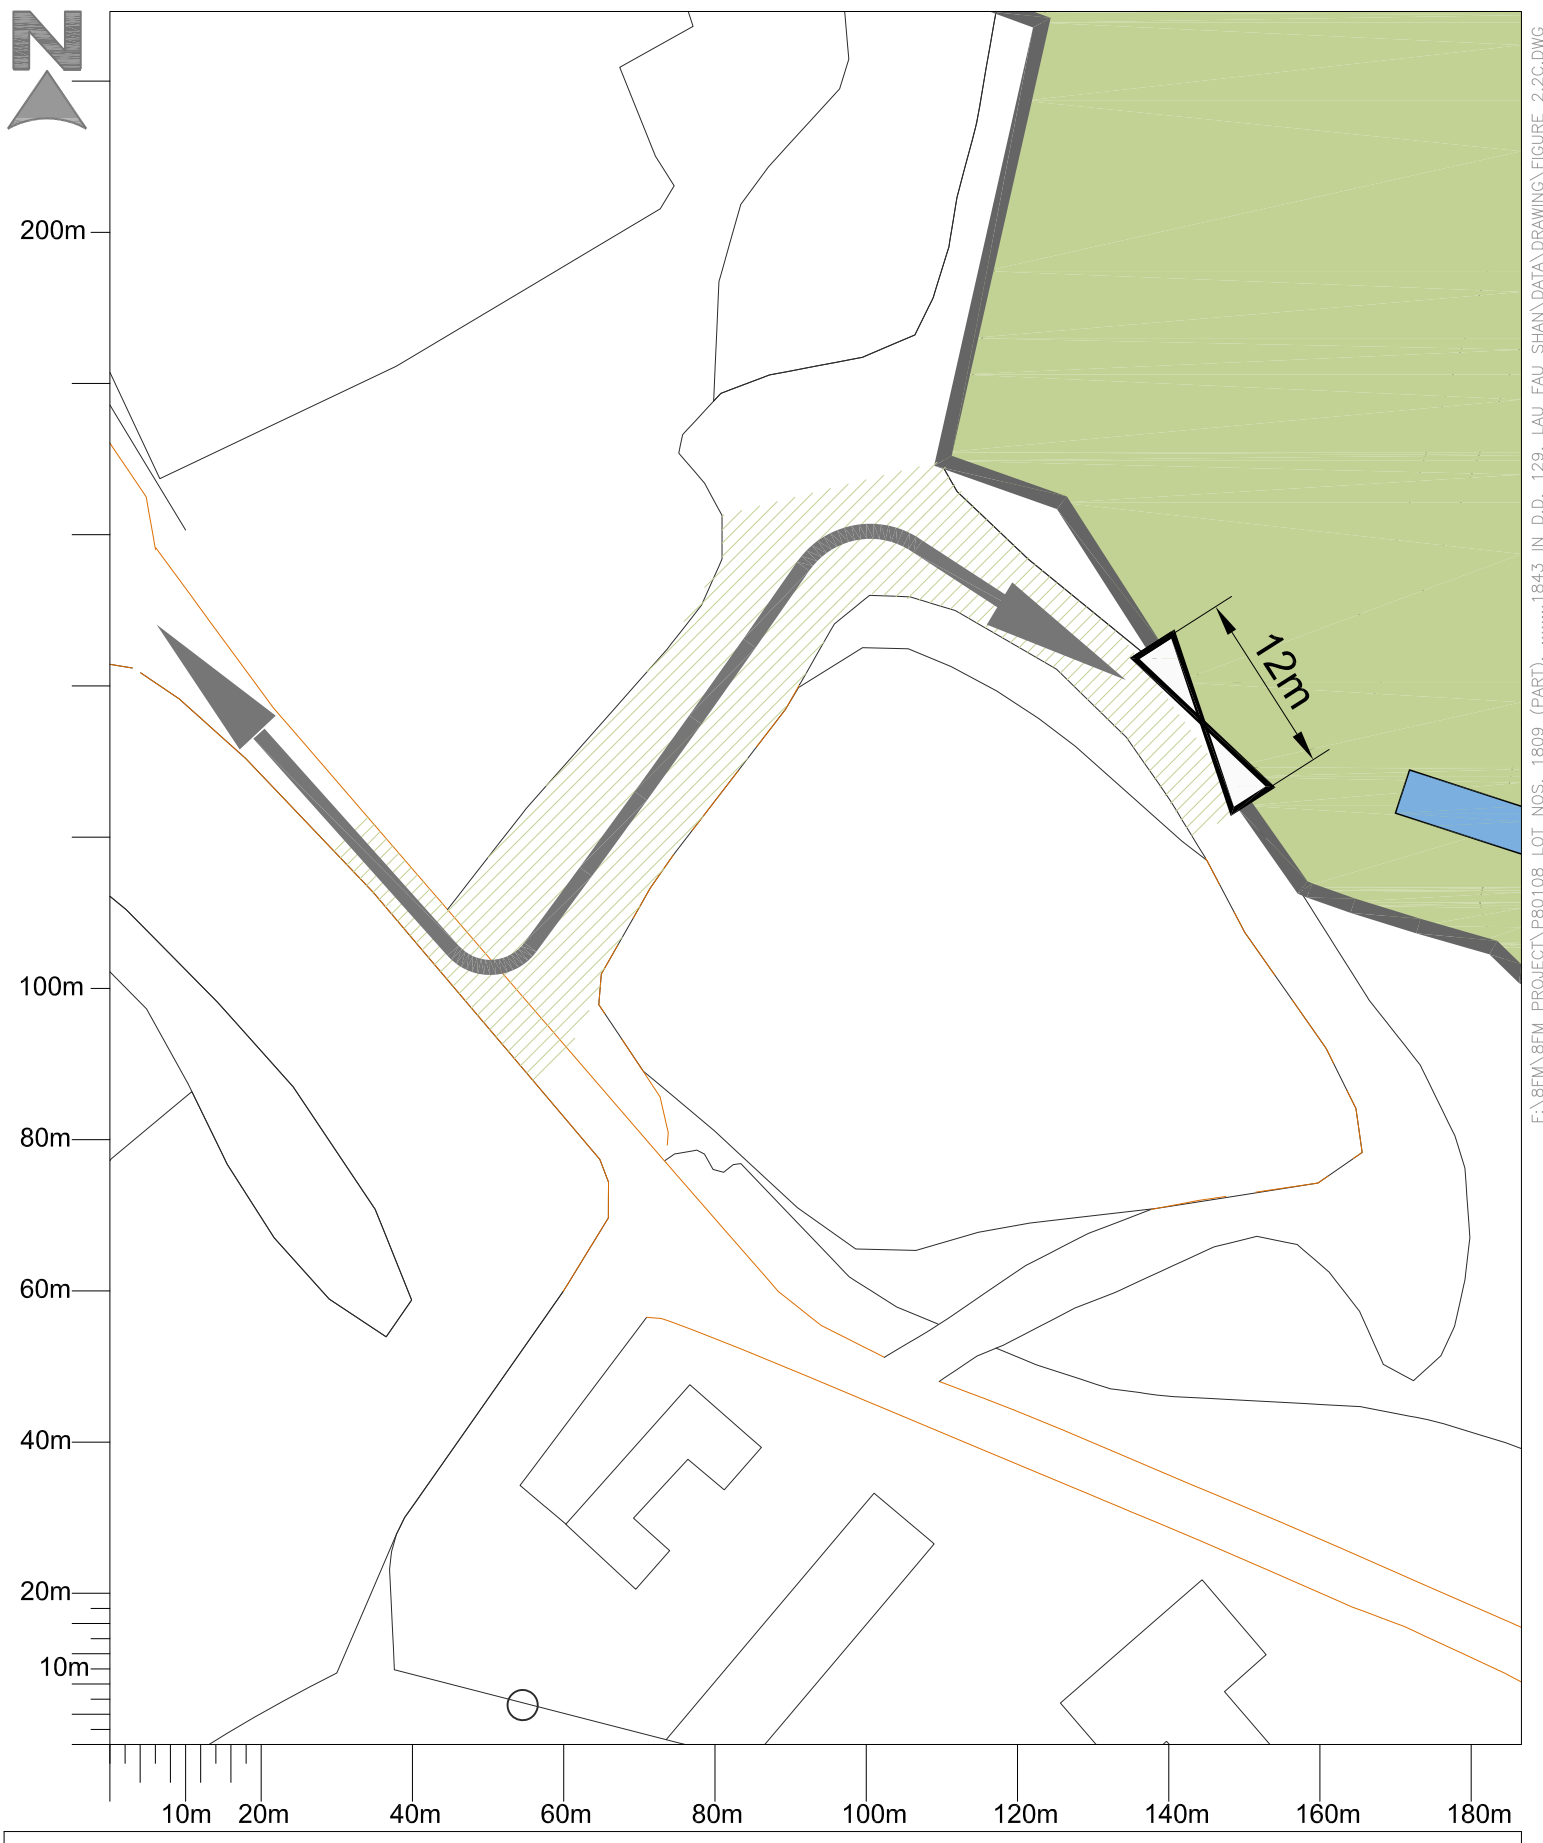 N
200m
12m
100m
80m
60m
40m
20m
10m
10m 20m 40m 60m 80m 100m 120m 140m 160m 180m
F:\8FM\8FM PROJECT\P80108 LOT NOS. 1809 (PART), 1843 IN D.D. 129, LAU FAU SHAN\DATA\DRAWING\FIGURE 2.2C.DWG